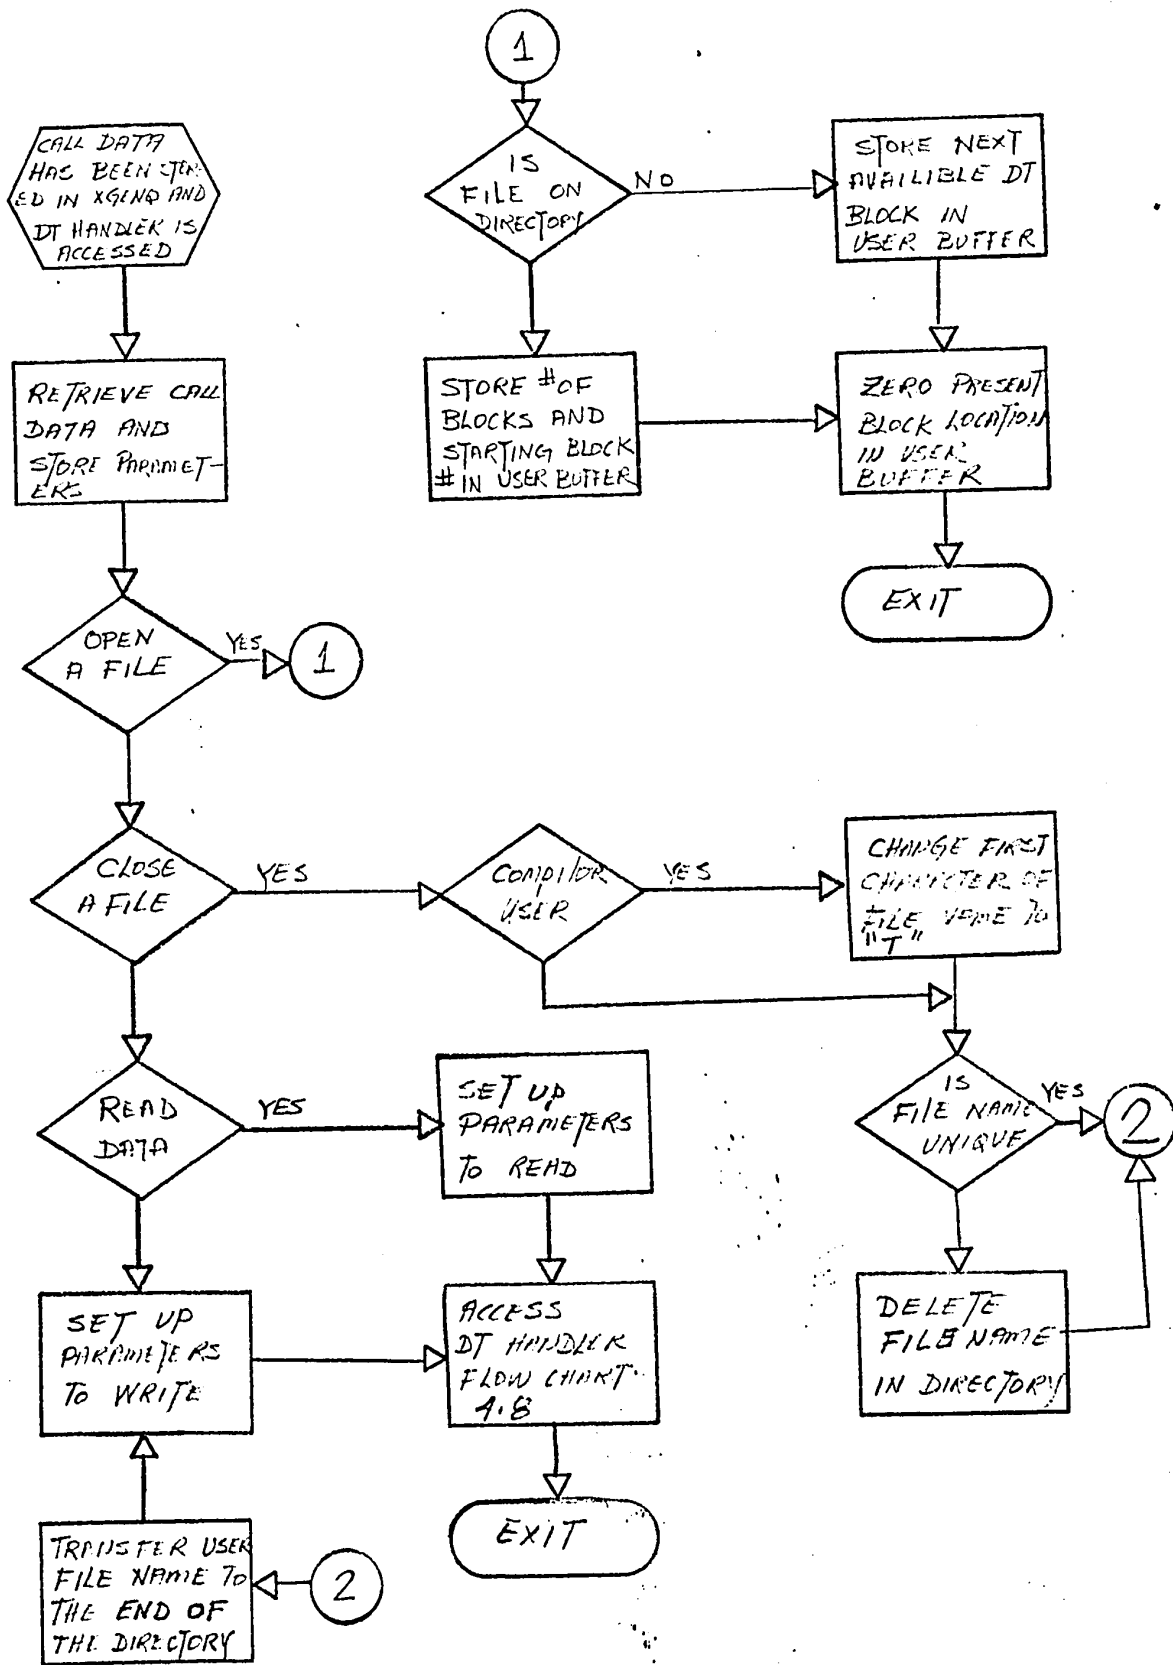 CALL DATA
HAS BEEN STOR-
ED IN XGENQ AND
DT HANDLER IS
ACCESSED
RETRIEVE CALL
DATA AND
STORE PARAMET-
ERS
OPEN
A FILE
YES
1
CLOSE
A FILE
YES
COMPILOR
USER
YES
CHANGE FIRST
CHARACTER OF
FILE NAME TO
"T"
READ
DATA
YES
SET UP
PARAMETERS
TO READ
IS
FILE NAME
UNIQUE
YES
2
SET UP
PARAMETERS
TO WRITE
ACCESS
DT HANDLER
FLOW CHART
4.8
DELETE
FILE NAME
IN DIRECTORY
EXIT
TRANSFER USER
FILE NAME TO
THE END OF
THE DIRECTORY
2
1
IS
FILE ON
DIRECTORY
NO
STORE NEXT
AVAILIBLE DT
BLOCK IN
USER BUFFER
STORE # OF
BLOCKS AND
STARTING BLOCK
# IN USER BUFFER
ZERO PRESENT
BLOCK LOCATION
IN USER
BUFFER
EXIT